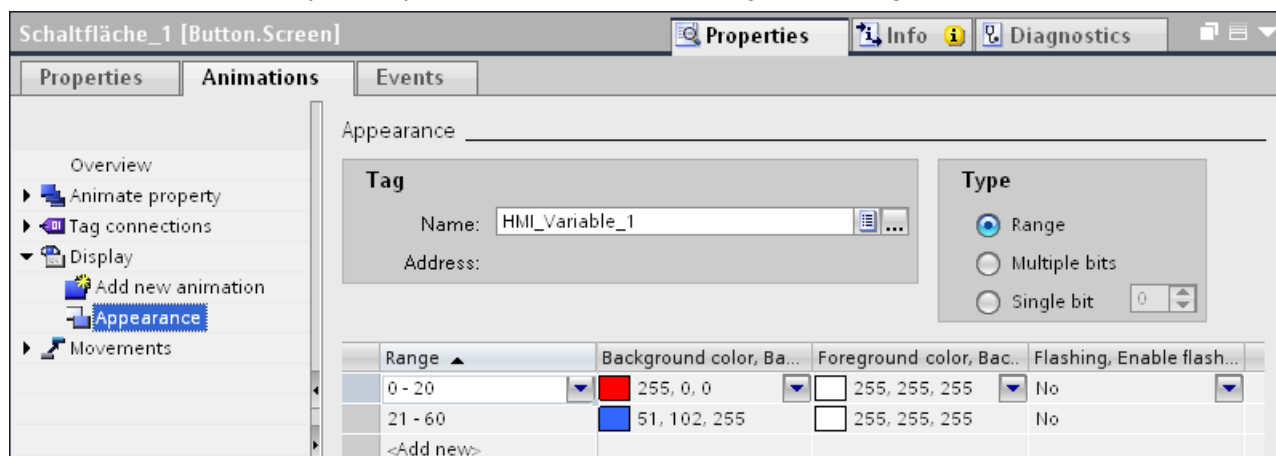 Schaltfläche_1 [Button.Screen]
Properties
Info
Diagnostics
Properties
Animations
Events
Overview
Animate property
Tag connections
Display
Add new animation
Appearance
Movements
Appearance
Tag
Name: HMI_Variable_1 ...
Address:
Type
Range
Multiple bits
Single bit 0
Range Background color, Ba... Foreground color, Bac.. Flashing, Enable flash...
0 - 20 255, 0, 0 255, 255, 255 No
21 - 60 51, 102, 255 255, 255, 255 No
<Add new>